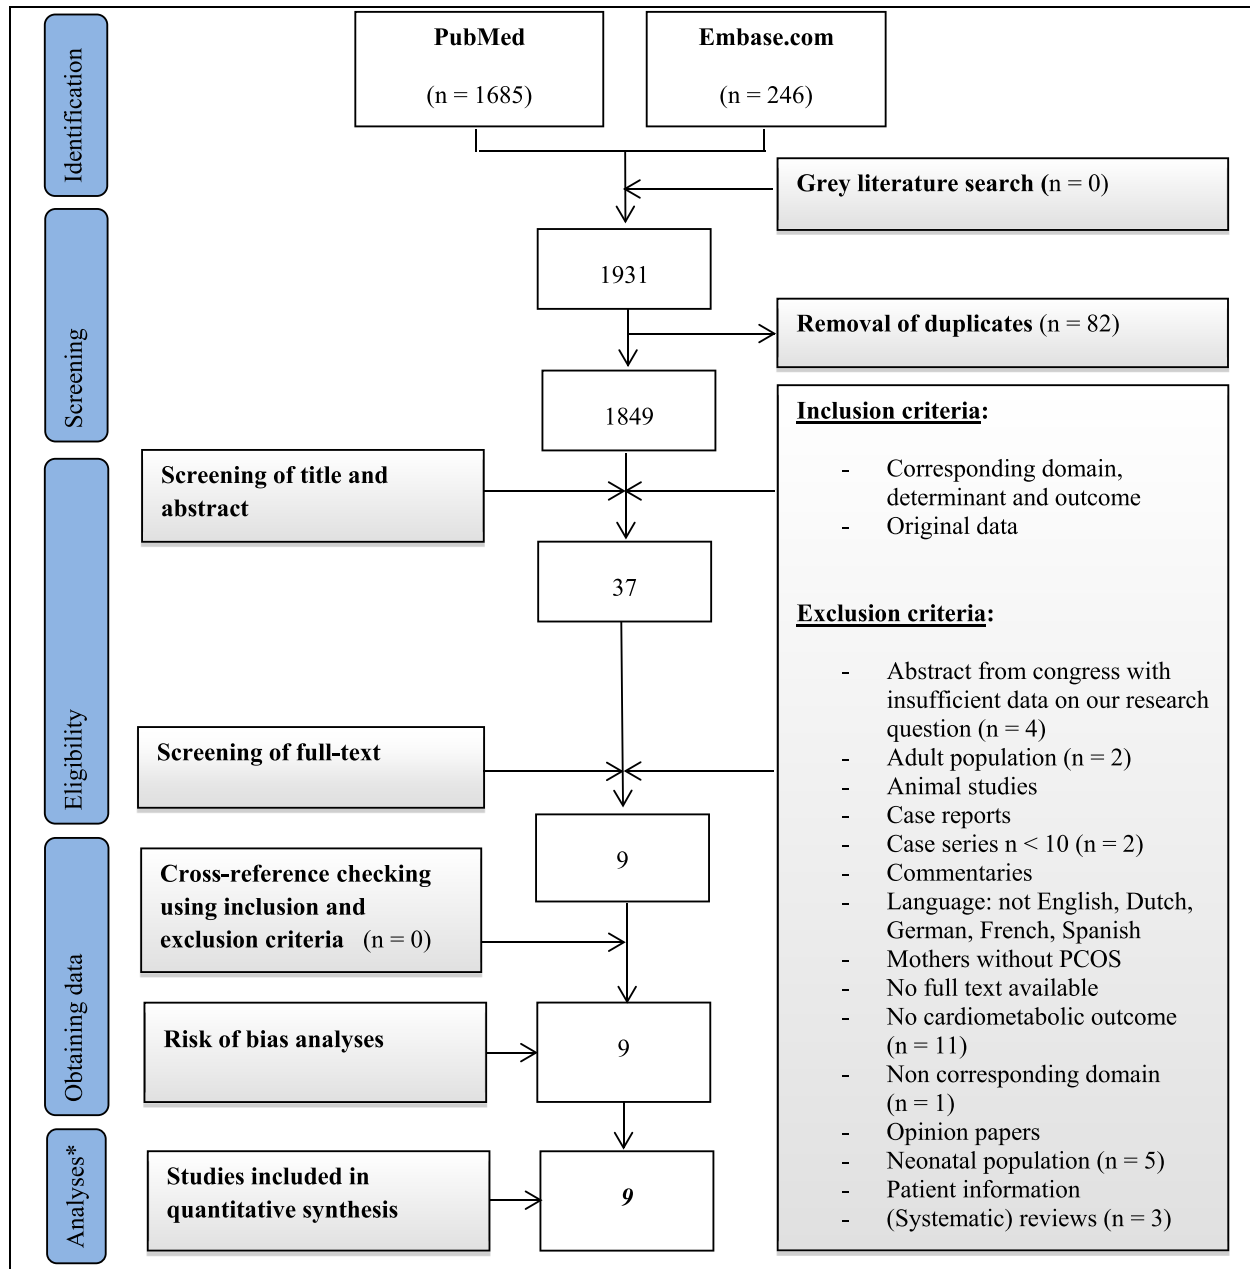 Identification
PubMed
(n = 1685)
Embase.com
(n = 246)
Grey literature search (n = 0)
Screening
1931
Removal of duplicates (n = 82)
1849
Eligibility
Screening of title and
abstract
37
Screening of full-text
9
Inclusion criteria:
- Corresponding domain,
determinant and outcome
- Original data
Exclusion criteria:
- Abstract from congress with
insufficient data on our research
question (n = 4)
- Adult population (n = 2)
- Animal studies
- Case reports
- Case series n < 10 (n = 2)
- Commentaries
- Language: not English, Dutch,
German, French, Spanish
- Mothers without PCOS
- No full text available
- No cardiometabolic outcome
(n = 11)
- Non corresponding domain
(n = 1)
- Opinion papers
- Neonatal population (n = 5)
- Patient information
- (Systematic) reviews (n = 3)
Obtaining data
Cross-reference checking
using inclusion and
exclusion criteria (n = 0)
Risk of bias analyses
9
Analyses*
Studies included in
quantitative synthesis
9